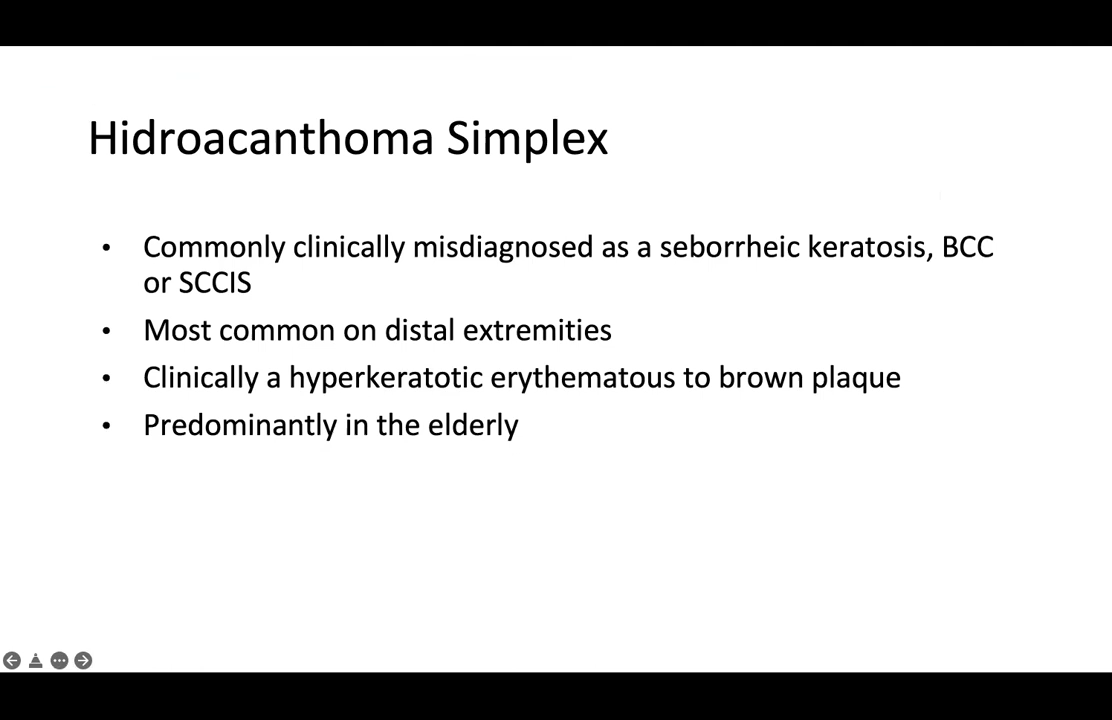 Hidroacanthoma Simplex
• Commonly clinically misdiagnosed as a seborrheic keratosis, BCC
or SCCIS
• Most common on distal extremities
• Clinically a hyperkeratotic erythematous to brown plaque
• Predominantly in the elderly